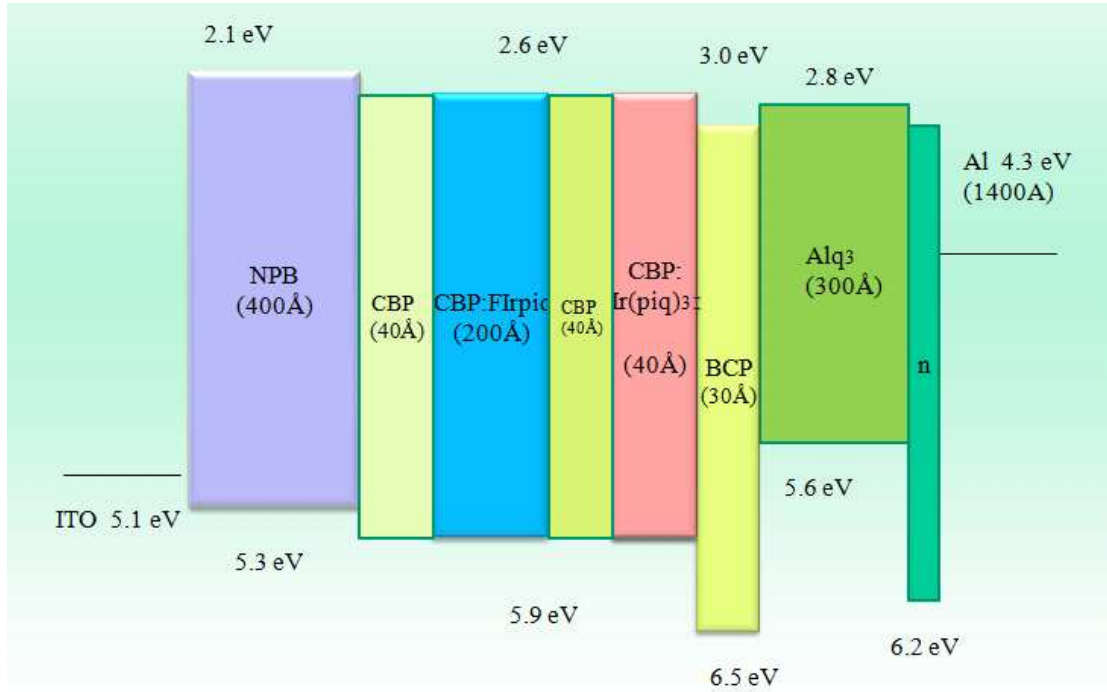 2.1 eV
2.6 eV
3.0 eV
2.8 eV
Al 4.3 eV
(1400A)
NPB
(400Å)
CBP
(40Å)
CBP:FIrpic
(200Å)
CBP
(40Å)
CBP:
Ir(piq)3
(40Å)
BCP
(30Å)
Alq3
(300Å)
n
ITO 5.1 eV
5.3 eV
5.9 eV
6.5 eV
5.6 eV
6.2 eV